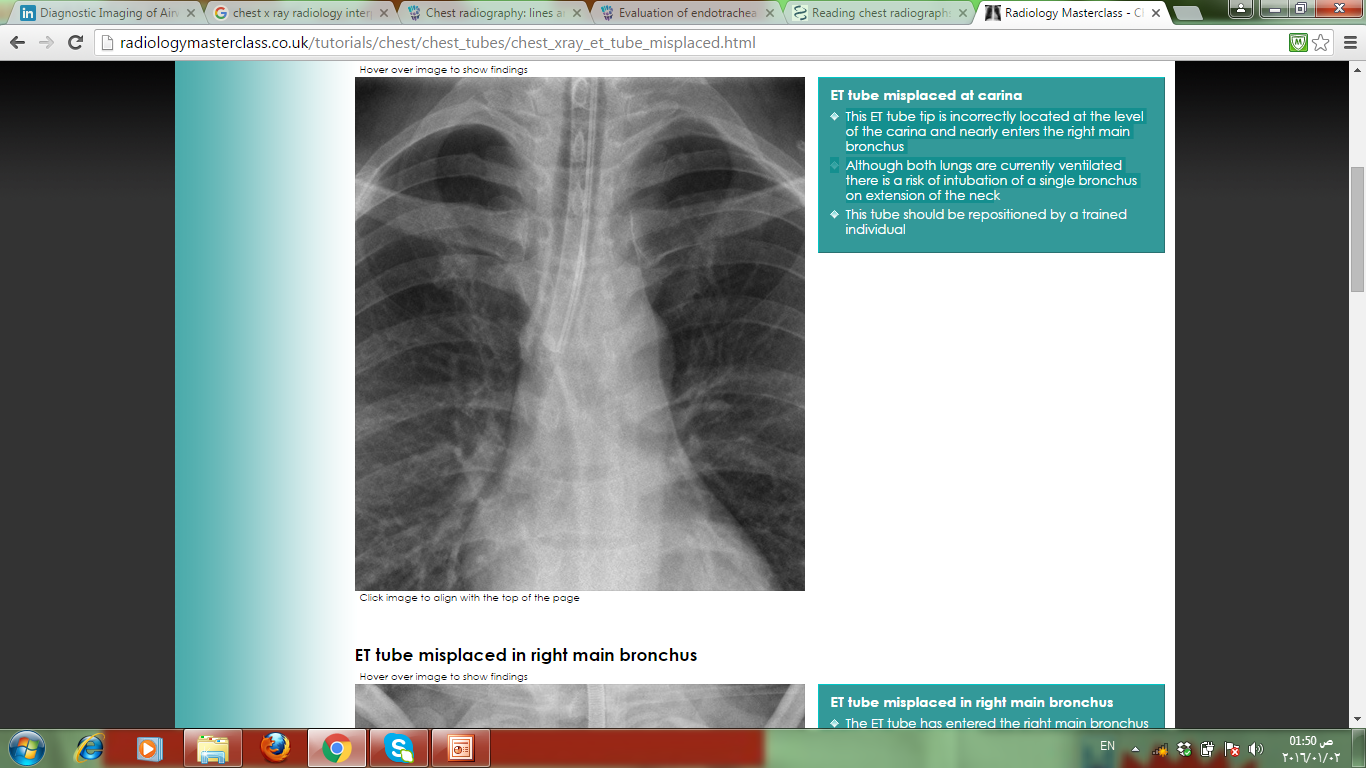 Diagnostic Imaging of Air
chest x ray radiology inter
Chest radiography: lines a
Evaluation of endotrachea
Reading chest radiograph
Radiology Masterclass - C
radiologymasterclass.co.uk/tutorials/chest/chest_tubes/chest_xray_et_tube_misplaced.html
Hover over image to show findings
ET tube misplaced at carina
This ET tube tip is incorrectly located at the level
of the carina and nearly enters the right main
bronchus
Although both lungs are currently ventilated
there is a risk of intubation of a single bronchus
on extension of the neck
This tube should be repositioned by a trained
individual
Click image to align with the top of the page
ET tube misplaced in right main bronchus
Hover over image to show findings
ET tube misplaced in right main bronchus
The ET tube has entered the right main bronchus
EN
01:50 ص
٢٠١٦/٠١/٠٢